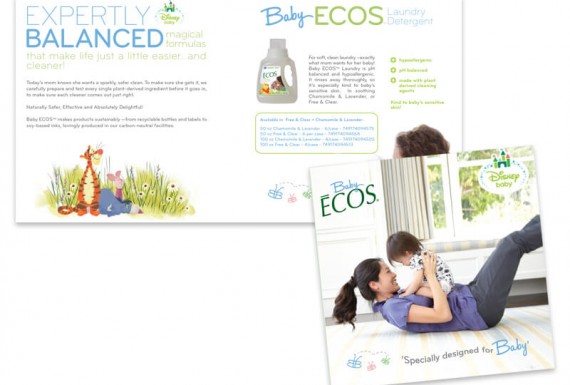 EXPERTLY
BALANCED magical
formulas
that make life just a little easier...and
cleaner!
Disney
baby
Today's mom knows she wants a sparkly, safer-clean. To make sure she gets it, we
carefully prepare and test every single plant-derived ingredient before it goes in,
to make sure each cleaner comes out just right.
Naturally Safer, Effective and Absolutely Delightful!
Baby ECOS™ makes products sustainably—from recyclable bottles and labels to
soy-based inks, lovingly produced in our carbon-neutral facilities.
Baby ECOS Laundry
Detergent
ECOS
For soft, clean laundry –exactly
what mom wants for her baby!
Baby ECOS™ Laundry is pH
balanced and hypoallergenic.
It rinses away thoroughly, so
it's especially kind to baby's
sensitive skin. In soothing
Chamomile & Lavender, or
Free & Clear.
hypoallergenic
pH balanced
made with plant
derived cleaning
agents
kind to baby's sensitive
skin!
Available in Free & Clear + Chamomile & Lavender:
Baby
ECOS
Disney
baby
'Specially designed for Baby'